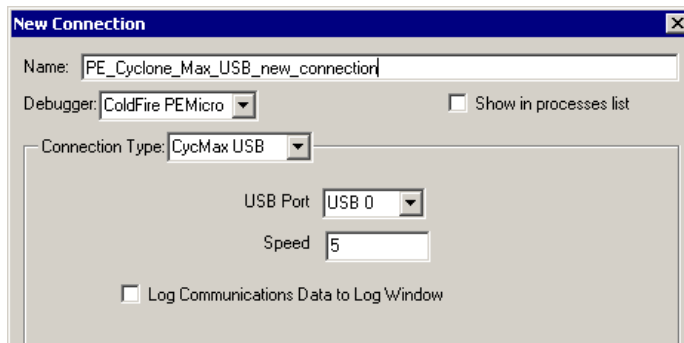 New Connection
Name: PE_Cyclone_Max_USB_new_connection
Debugger: ColdFire PEMicro Show in processes list
Connection Type: CycMax USB
USB Port USB 0
Speed 5
Log Communications Data to Log Window